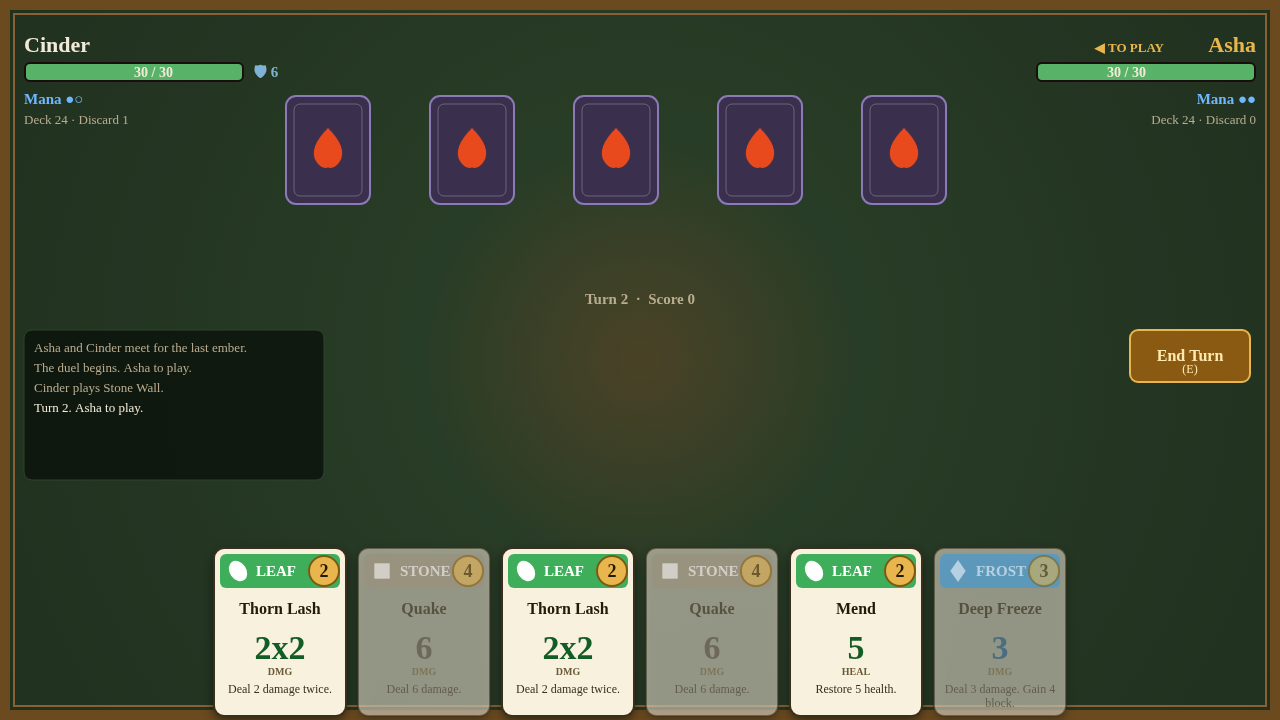 Cinder
30 / 30
6
Mana
Deck 24 · Discard 1
◀ TO PLAY
Asha
30 / 30
Mana
Deck 24 · Discard 0
Turn 2 · Score 0
Asha and Cinder meet for the last ember.
The duel begins. Asha to play.
Cinder plays Stone Wall.
Turn 2. Asha to play.
End Turn
(E)
LEAF 2
Thorn Lash
2x2
DMG
Deal 2 damage twice.
STONE 4
Quake
6
DMG
Deal 6 damage.
LEAF 2
Thorn Lash
2x2
DMG
Deal 2 damage twice.
STONE 4
Quake
6
DMG
Deal 6 damage.
LEAF 2
Mend
5
HEAL
Restore 5 health.
FROST 3
Deep Freeze
3
DMG
Deal 3 damage. Gain 4
block.